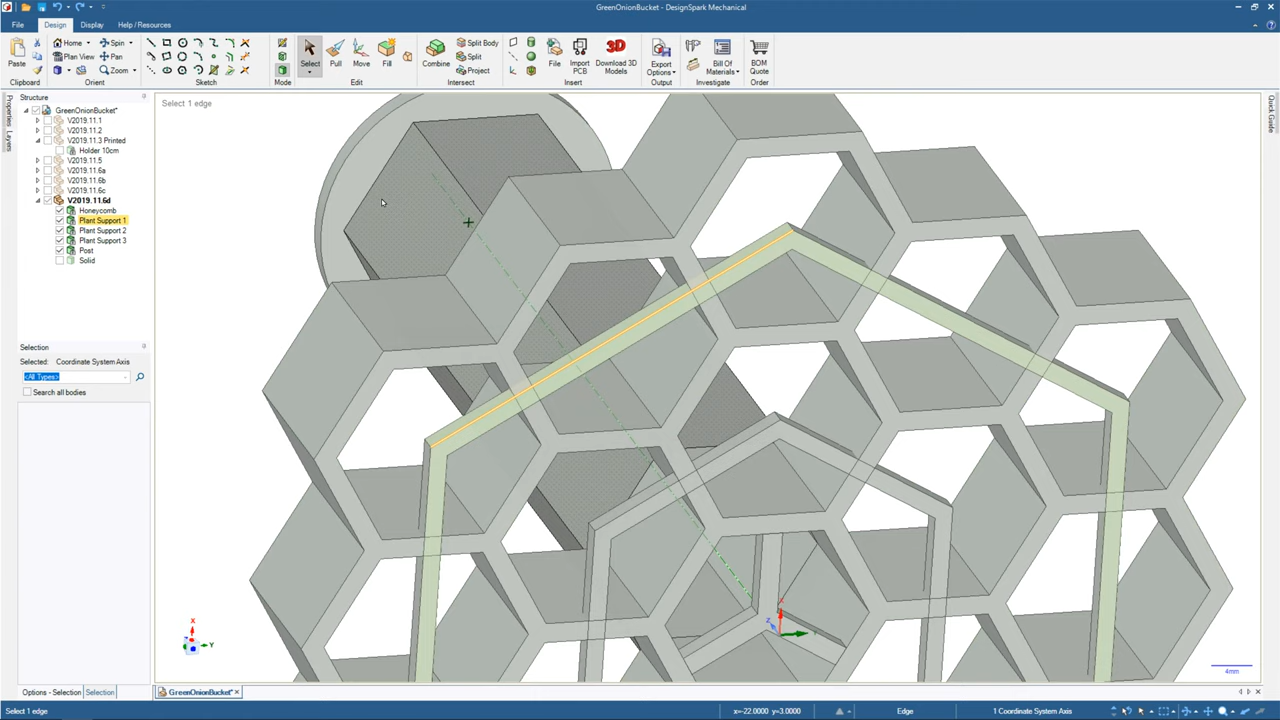 GreenOnionBucket - DesignSpark Mechanical
File Design Display Help / Resources
Home Spin Split Body
Plan View Pan Split
Paste Zoom Select Pull Move Fill Combine Project File Import PCB Download 3D Models Export Options Bill Of Materials BOM Quote
3D
Clipboard Orient Sketch Mode Edit Intersect Insert Output Investigate Order
Structure
Select 1 edge
Properties
Layers
Quick Guide
GreenOnionBucket*
V2019.11.1
V2019.11.2
V2019.11.3 Printed
Holder 10cm
V2019.11.5
V2019.11.6a
V2019.11.6b
V2019.11.6c
V2019.11.6d
Honeycomb
Plant Support 1
Plant Support 2
Plant Support 3
Post
Solid
Selection
Selected: Coordinate System Axis
<All Types>
Search all bodies
X
Y
Z
X
Y
4mm
Options - Selection Selection GreenOnionBucket*
Select 1 edge x=-22.0000 y=3.0000 Edge 1 Coordinate System Axis